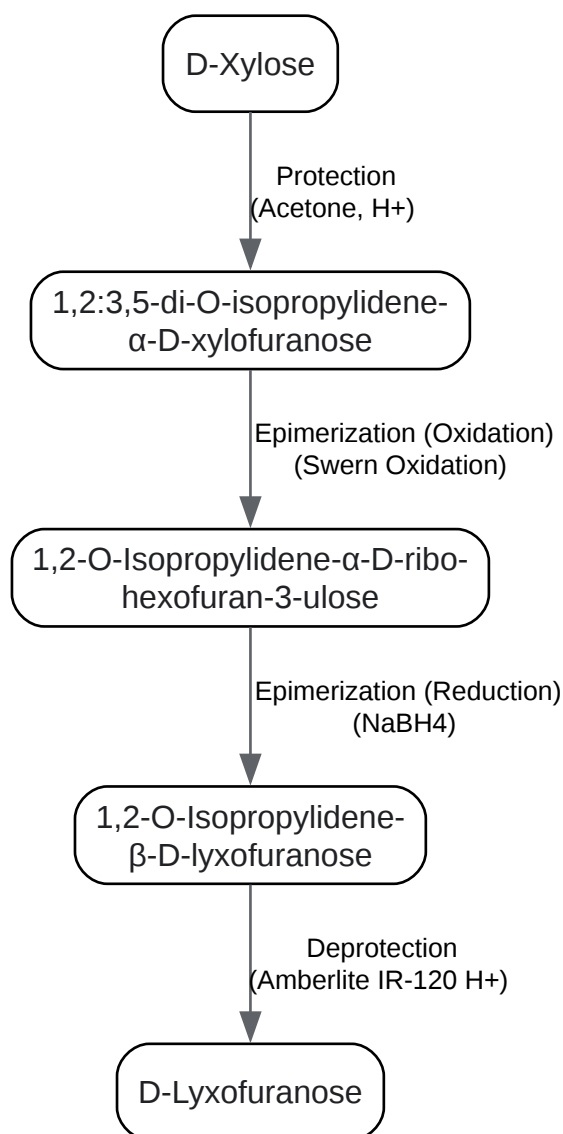 D-Xylose
Protection
(Acetone, H+)
1,2:3,5-di-O-isopropylidene-
α-D-xylofuranose
Epimerization (Oxidation)
(Swern Oxidation)
1,2-O-Isopropylidene-α-D-ribo-
hexofuran-3-ulose
Epimerization (Reduction)
(NaBH4)
1,2-O-Isopropylidene-
β-D-lyxofuranose
Deprotection
(Amberlite IR-120 H+)
D-Lyxofuranose